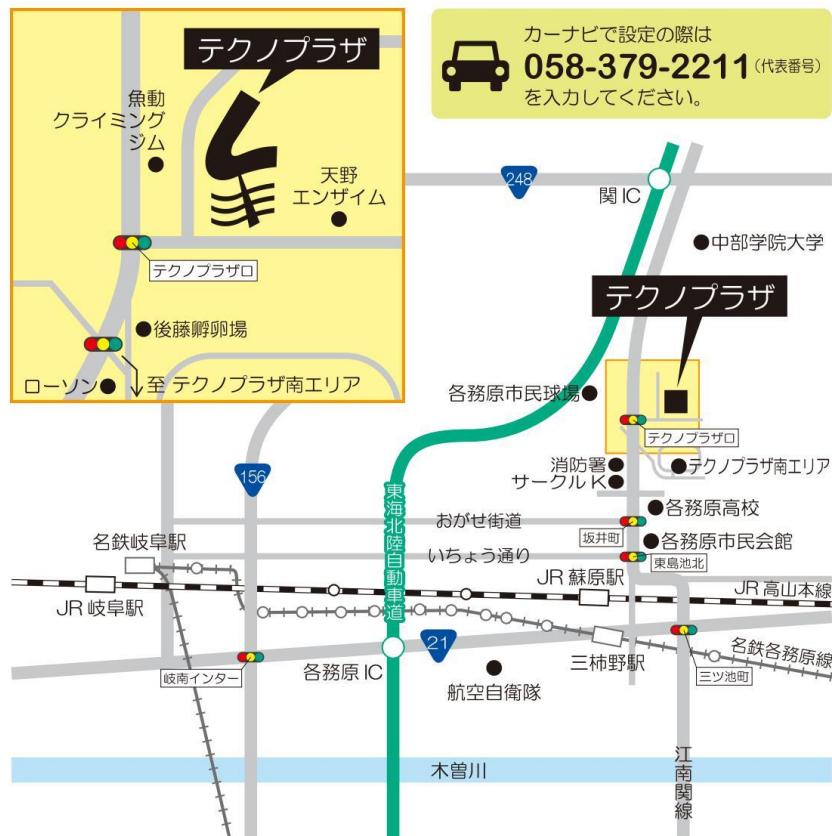 テクノプラザ
魚動
クライミング
ジム
天野
エンザイム
テクノプラザ口
後藤孵卵場
ローソン
至 テクノプラザ南エリア
カーナビで設定の際は
058-379-2211(代表番号)
を入力してください。
248
関 IC
中部学院大学
テクノプラザ
各務原市民球場
テクノプラザ口
消防署
サークル K
テクノプラザ南エリア
156
東海北陸自動車道
おがせ街道
坂井町
各務原高校
いちょう通り
東島池北
各務原市民会館
名鉄岐阜駅
JR 岐阜駅
JR 蘇原駅
JR 高山本線
21
岐南インター
各務原 IC
航空自衛隊
三柿野駅
三ツ池町
名鉄各務原線
木曽川
江南関線